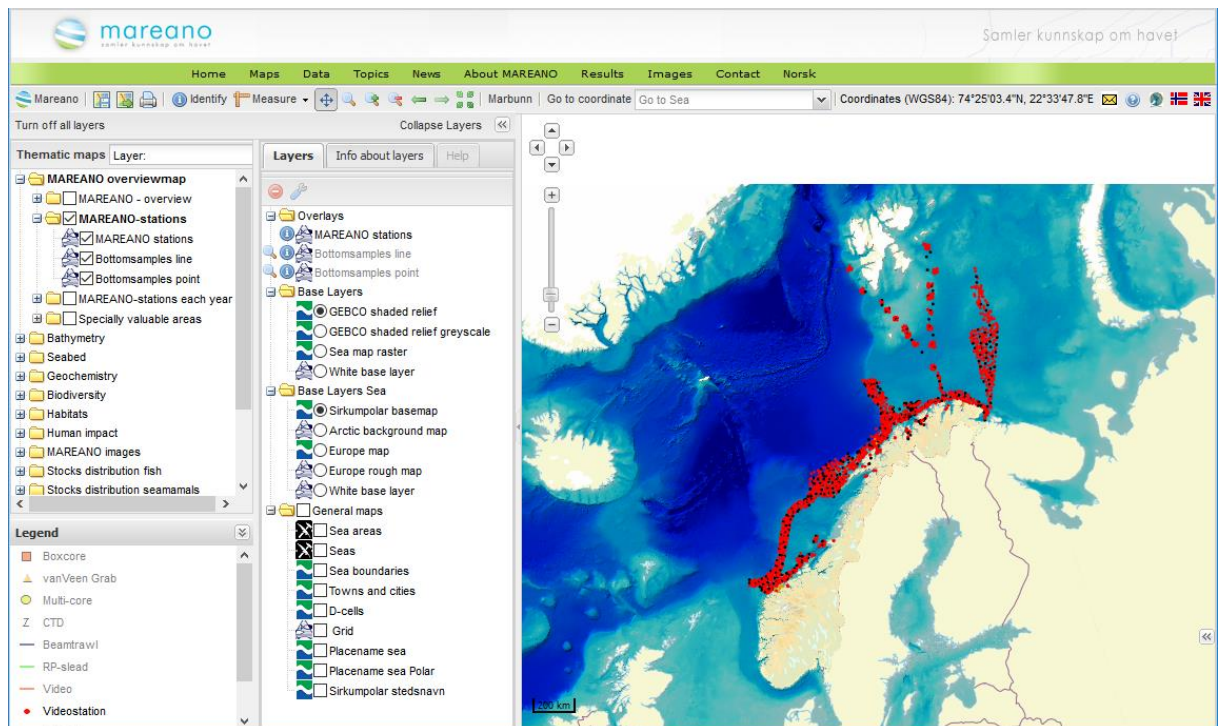 mareano
samler kunnskap om havet
Samler kunnskap om havet
Home Maps Data Topics News About MAREANO Results Images Contact Norsk
Mareano Identify Measure Marbunn Go to coordinate Go to Sea Coordinates (WGS84): 74°25'03.4"N, 22°33'47.8"E
Turn off all layers Collapse Layers
Thematic maps Layer:
MAREANO overviewmap
MAREANO - overview
MAREANO-stations
MAREANO stations
Bottomsamples line
Bottomsamples point
MAREANO-stations each year
Specially valuable areas
Bathymetry
Seabed
Geochemistry
Biodiversity
Habitats
Human impact
MAREANO images
Stocks distribution fish
Stocks distribution seamamals
Legend
Boxcore
vanVeen Grab
Multi-core
Z CTD
Beamtrawl
RP-slead
Video
Videostation
Layers Info about layers Help
Overlays
MAREANO stations
Bottomsamples line
Bottomsamples point
Base Layers
GEBCO shaded relief
GEBCO shaded relief greyscale
Sea map raster
White base layer
Base Layers Sea
Sirkumpolar basemap
Arctic background map
Europe map
Europe rough map
White base layer
General maps
Sea areas
Seas
Sea boundaries
Towns and cities
D-cells
Grid
Placename sea
Placename sea Polar
Sirkumpolar stedsnavn
200 km